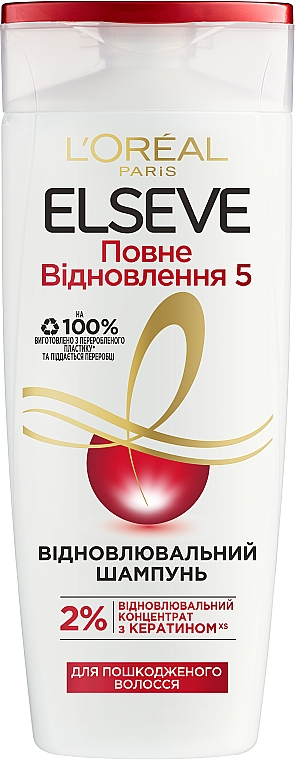 L'ORÉAL
PARIS
ELSEVE
Повне
Відновлення 5
НА
100%
ВИГОТОВЛЕНО З ПЕРЕРОБЛЕНОГО
ПЛАСТИКУ*
ТА ПІДДАЄТЬСЯ ПЕРЕРОБЦІ
ВІДНОВЛЮВАЛЬНИЙ
ШАМПУНЬ
2%
ВІДНОВЛЮВАЛЬНИЙ
КОНЦЕНТРАТ
З КЕРАТИНОМ XS
ДЛЯ ПОШКОДЖЕНОГО
ВОЛОССЯ